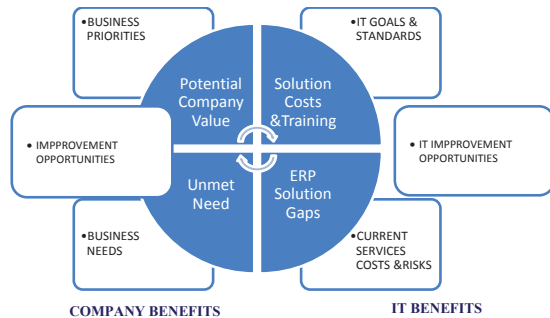 •BUSINESS
PRIORITIES
•IT GOALS &
STANDARDS
Potential
Company
Value
Solution
Costs
&Training
• IMPPROVEMENT
OPPORTUNITIES
• IT IMPROVEMENT
OPPORTUNITIES
Unmet
Need
ERP
Solution
Gaps
•BUSINESS
NEEDS
•CURRENT
SERVICES
COSTS &RISKS
COMPANY BENEFITS
IT BENEFITS